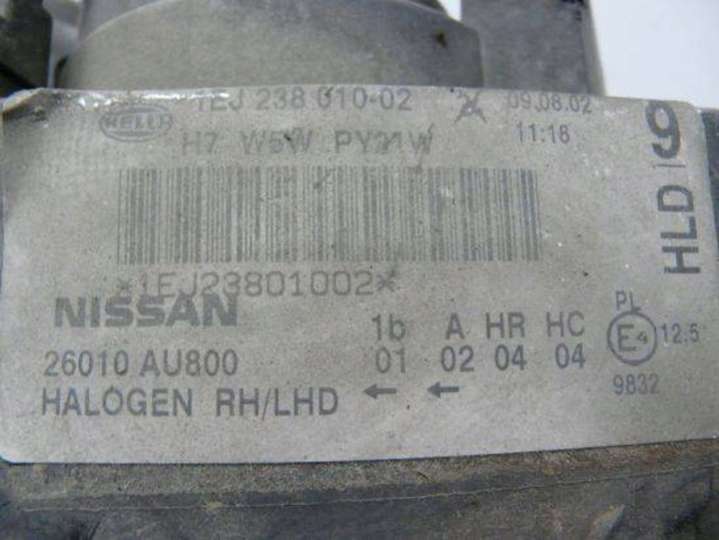 1EJ 238 010-02 09.08.02
HELLA 11:18
H7 W5W PY21W
*1EJ23801002*
NISSAN
26010 AU800
HALOGEN RH/LHD ← ←
1b A HR HC
01 02 04 04
PL
E4 12.5
9832
HLD 9